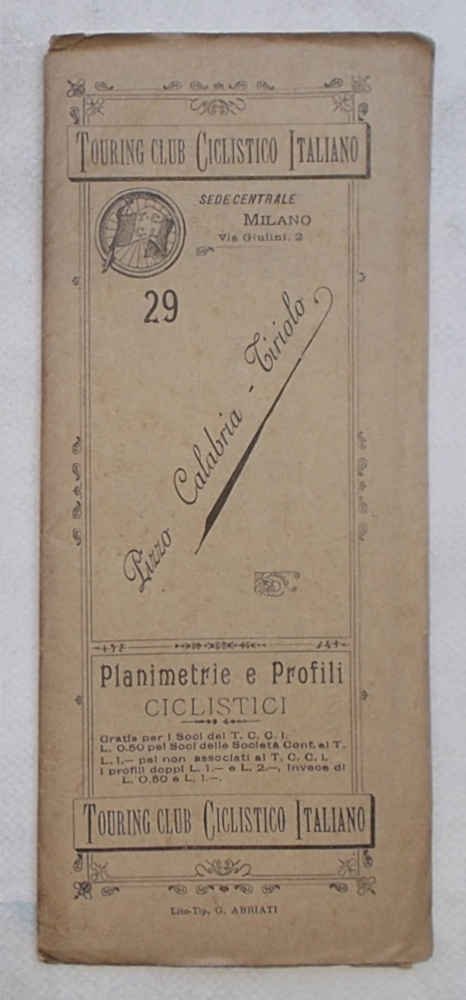 TOURING CLUB CICLISTICO ITALIANO
SEDE CENTRALE
MILANO
Via Giulini, 2
T. C.
C. I.
29
Pizzo Calabria - Tiriolo
Planimetrie e Profili
CICLISTICI
Gratis per i Soci del T. C. C. I.
L. 0.50 pei Soci delle Società Conf. al T.
L. 1.— pei non associati al T. C. C. I.
i profili doppi L. 1.— e L. 2.—, invece di
L. 0.50 e L. 1.—.
TOURING CLUB CICLISTICO ITALIANO
Lito-Tip. G. ABBIATI